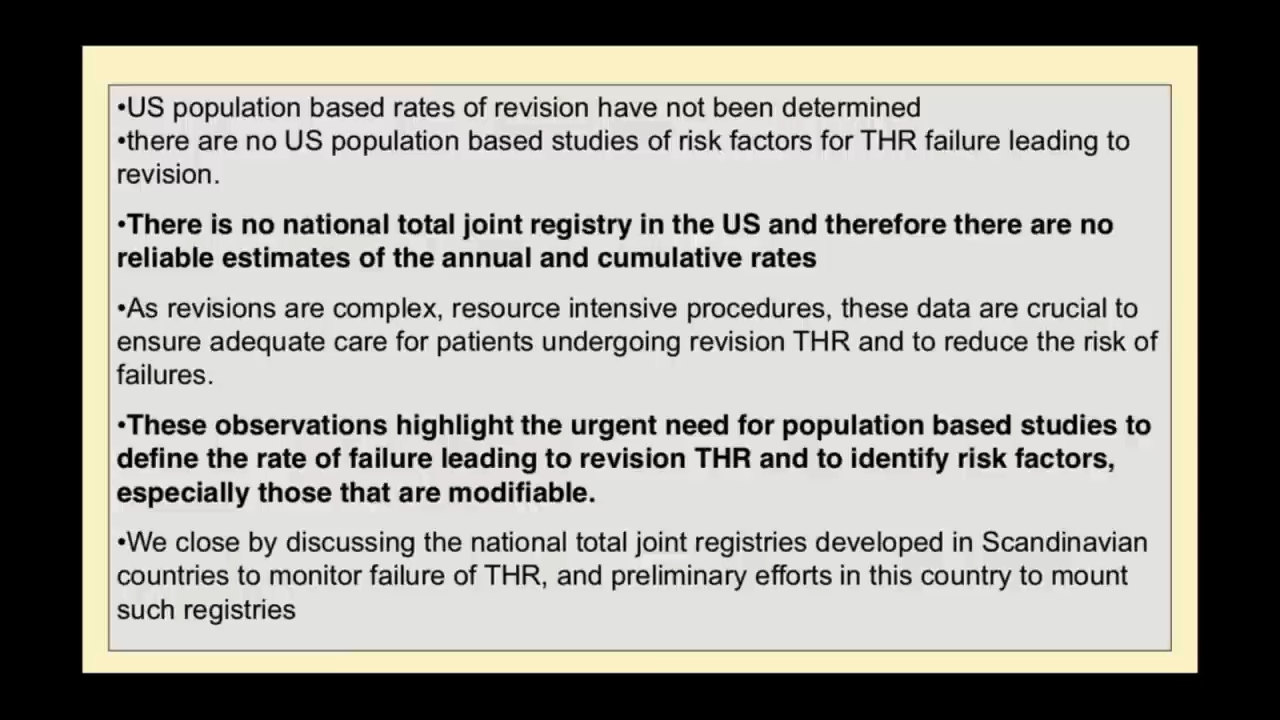 •US population based rates of revision have not been determined
•there are no US population based studies of risk factors for THR failure leading to
revision.
•There is no national total joint registry in the US and therefore there are no
reliable estimates of the annual and cumulative rates
•As revisions are complex, resource intensive procedures, these data are crucial to
ensure adequate care for patients undergoing revision THR and to reduce the risk of
failures.
•These observations highlight the urgent need for population based studies to
define the rate of failure leading to revision THR and to identify risk factors,
especially those that are modifiable.
•We close by discussing the national total joint registries developed in Scandinavian
countries to monitor failure of THR, and preliminary efforts in this country to mount
such registries